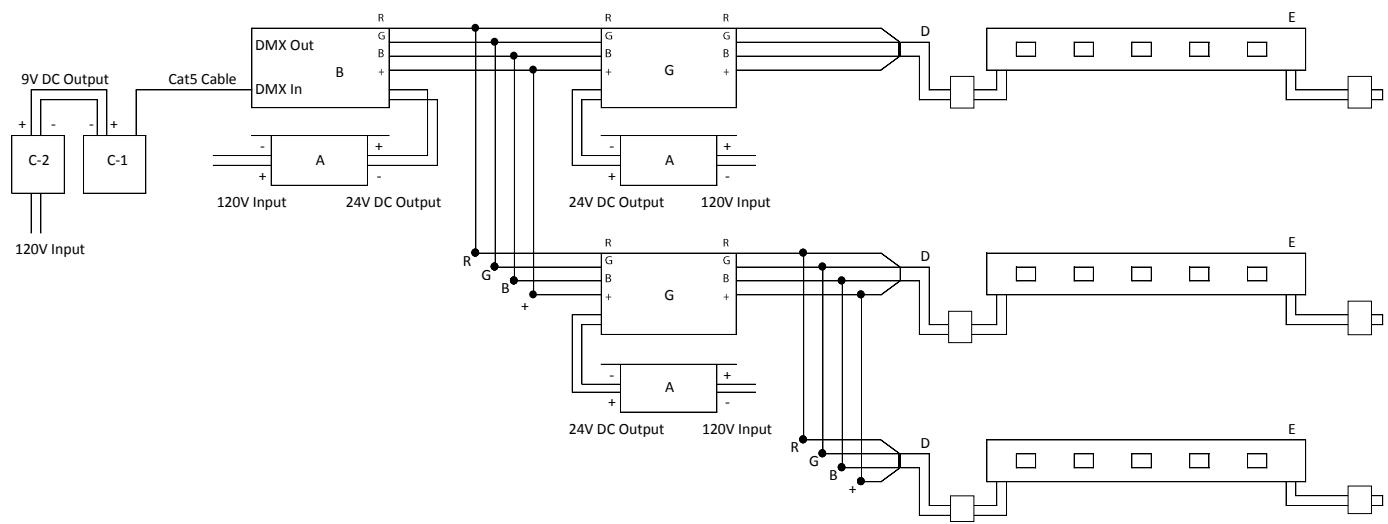 R
R
R
E
DMX Out
G
G
G
D
B
B
B
B
G
+
+
+
9V DC Output
Cat5 Cable
DMX In
+
-
-
+
-
+
-
+
C-2
C-1
A
A
+
-
+
-
120V Input
24V DC Output
24V DC Output
120V Input
120V Input
R
R
E
R
G
G
D
G
B
B
G
B
+
+
+
-
+
A
+
-
24V DC Output
120V Input
E
R
D
G
B
+